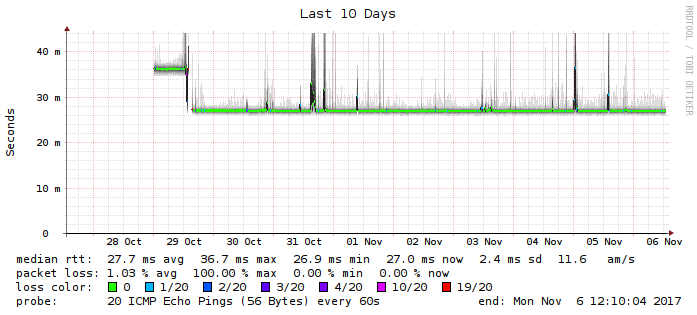 Last 10 Days
RRDTOOL / TOBI OETIKER
Seconds
40 m
30 m
20 m
10 m
0
28 Oct 29 Oct 30 Oct 31 Oct 01 Nov 02 Nov 03 Nov 04 Nov 05 Nov 06 Nov
median rtt: 27.7 ms avg 36.7 ms max 26.9 ms min 27.0 ms now 2.4 ms sd 11.6 am/s
packet loss: 1.03 % avg 100.00 % max 0.00 % min 0.00 % now
loss color: 0 1/20 2/20 3/20 4/20 10/20 19/20
probe: 20 ICMP Echo Pings (56 Bytes) every 60s end: Mon Nov 6 12:10:04 2017